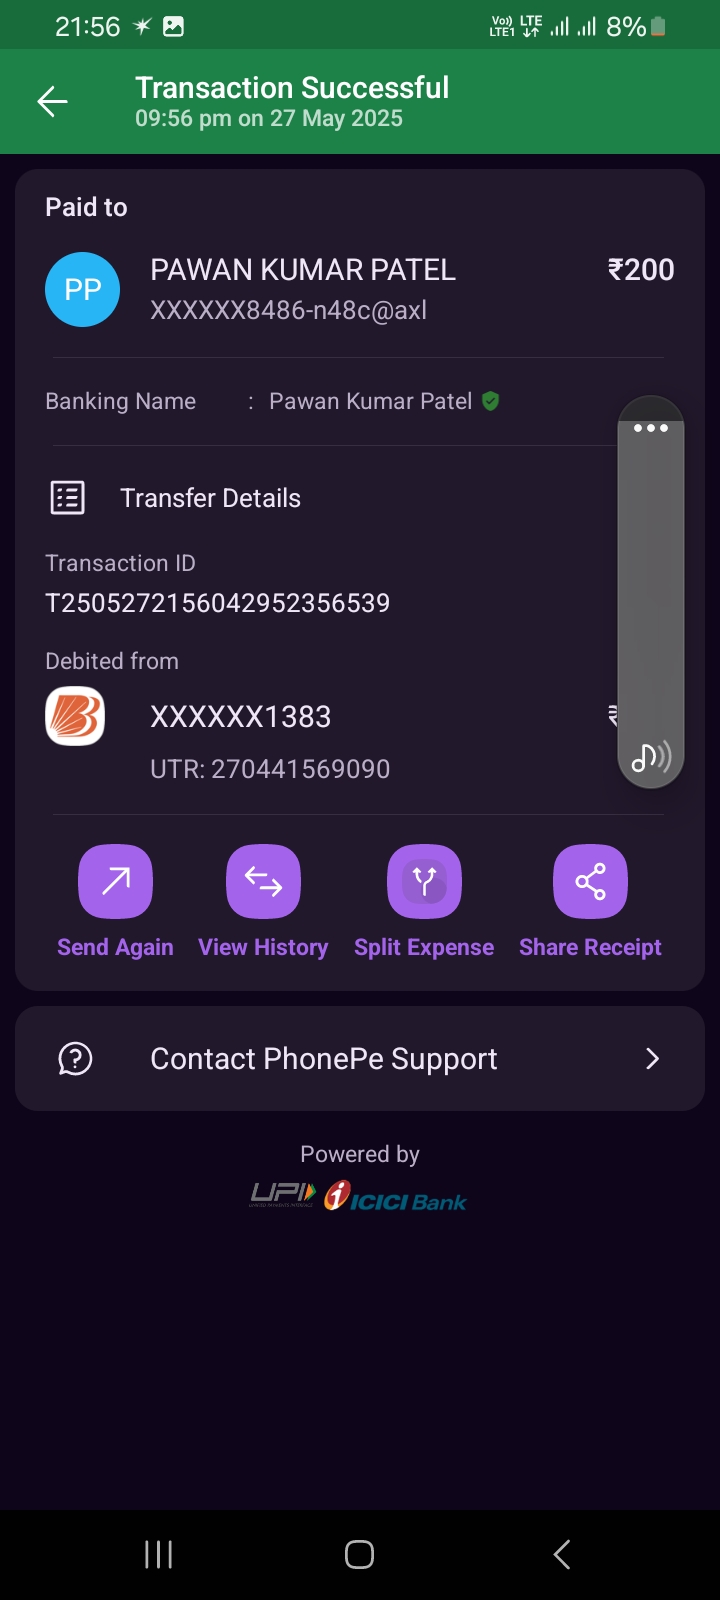 21:56
Vo)) LTE1 LTE 8%
Transaction Successful
09:56 pm on 27 May 2025
Paid to
PP PAWAN KUMAR PATEL ₹200
XXXXXX8486-n48c@axl
Banking Name : Pawan Kumar Patel
Transfer Details
Transaction ID
T2505272156042952356539
Debited from
XXXXXX1383 ₹
UTR: 270441569090
Send Again View History Split Expense Share Receipt
Contact PhonePe Support
Powered by
UPI ICICI Bank